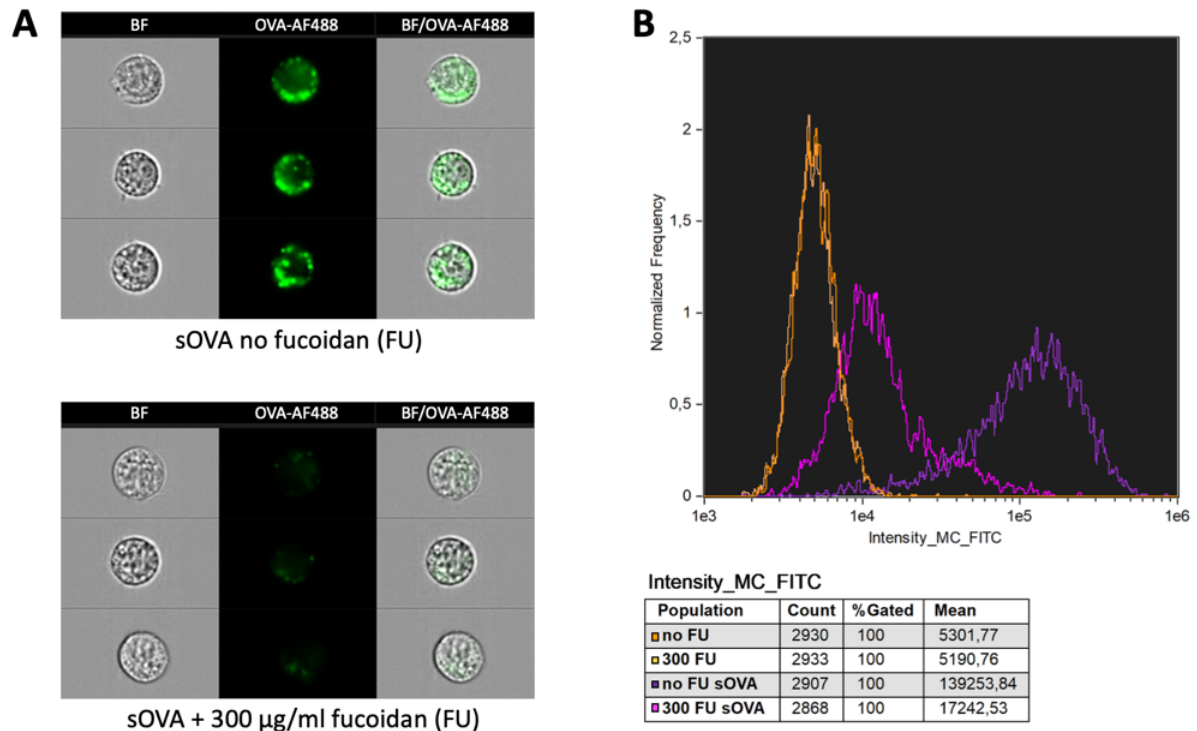 A
BF OVA-AF488 BF/OVA-AF488
sOVA no fucoidan (FU)
BF OVA-AF488 BF/OVA-AF488
sOVA + 300 µg/ml fucoidan (FU)
B
2,5
2
1,5
1
0,5
0
Normalized Frequency
1e3 1e4 1e5 1e6
Intensity_MC_FITC
Intensity_MC_FITC
Population Count %Gated Mean
no FU 2930 100 5301,77
300 FU 2933 100 5190,76
no FU sOVA 2907 100 139253,84
300 FU sOVA 2868 100 17242,53